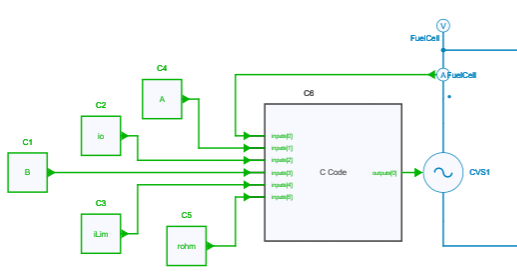 V
FuelCell
A FuelCell
C4
A
C6
C2
io
inputs[0]
inputs[1]
inputs[2]
inputs[3]
inputs[4]
inputs[5]
C Code
outputs[0]
CVS1
C1
B
C3
iLim
C5
rohm